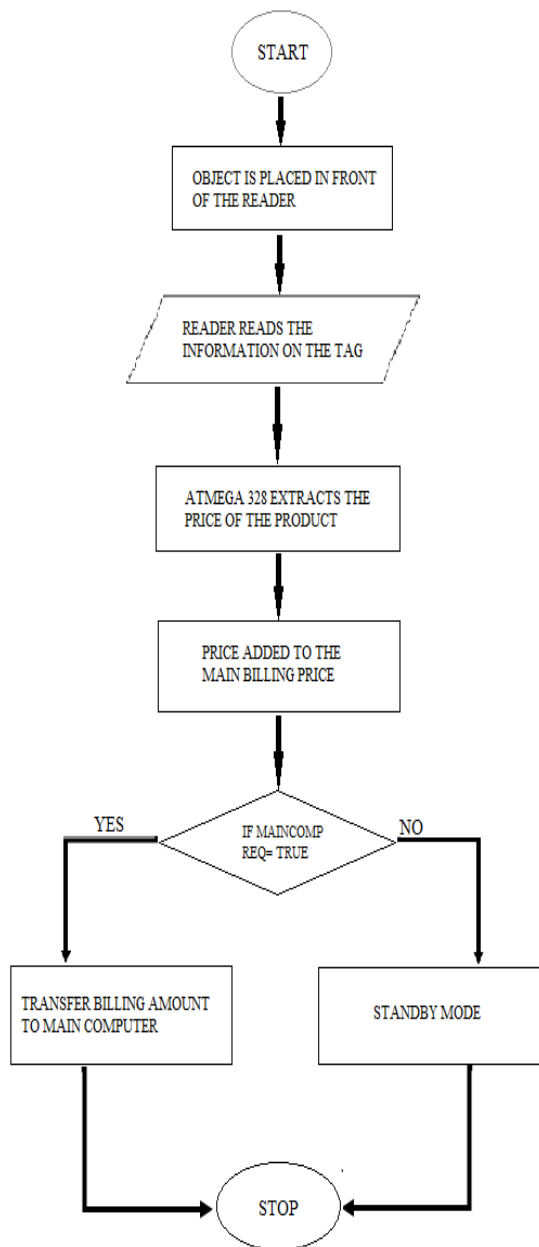 START
OBJECT IS PLACED IN FRONT
OF THE READER
READER READS THE
INFORMATION ON THE TAG
ATMEGA 328 EXTRACTS THE
PRICE OF THE PRODUCT
PRICE ADDED TO THE
MAIN BILLING PRICE
YES
IF MAINCOMP
REQ= TRUE
NO
TRANSFER BILLING AMOUNT
TO MAIN COMPUTER
STANDBY MODE
STOP